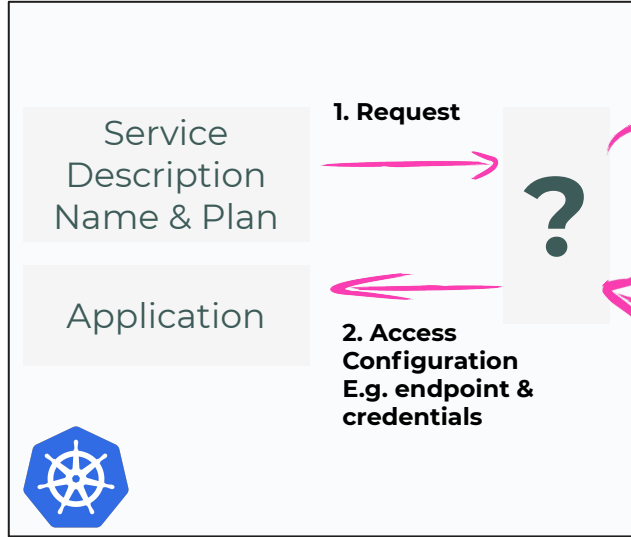 1. Request
Service
Description
Name & Plan
?
Application
2. Access
Configuration
E.g. endpoint &
credentials